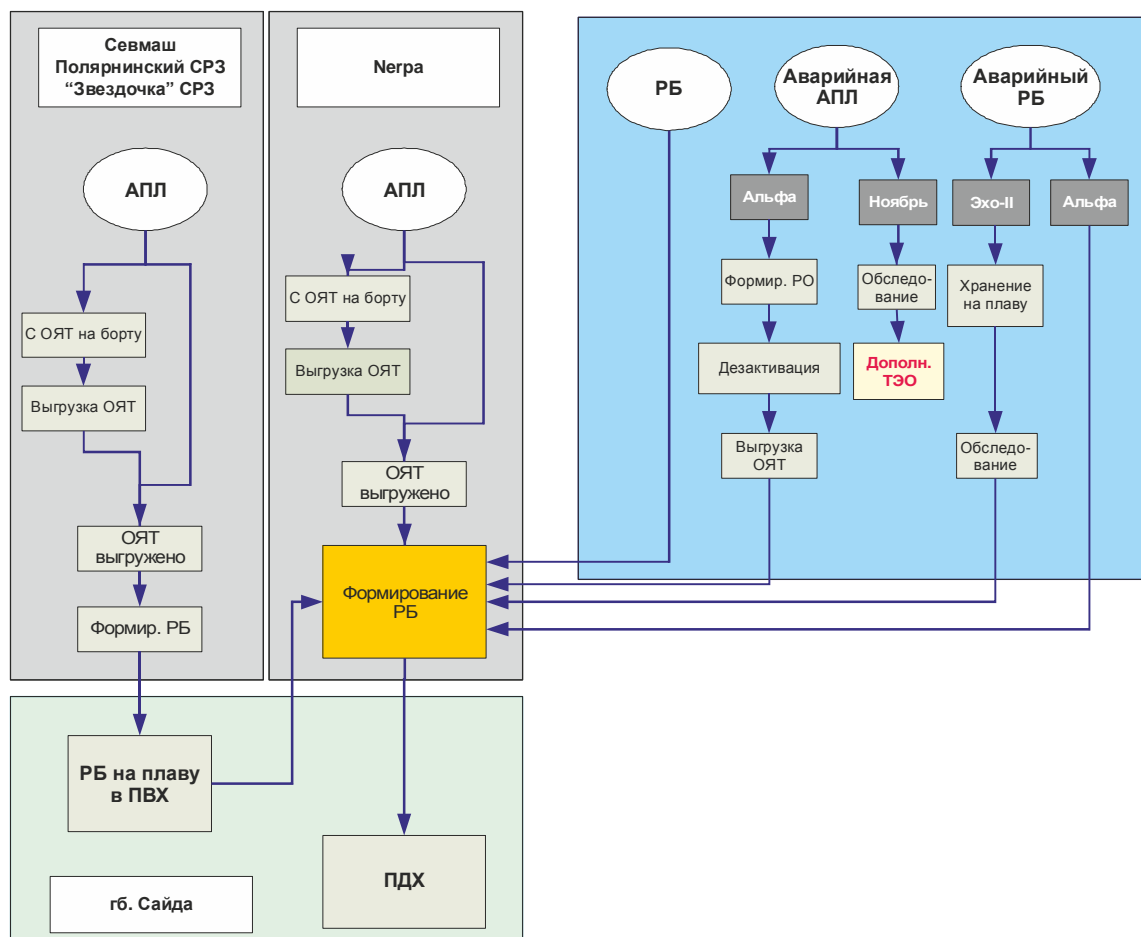 Севмаш
Полярнинский СРЗ
“Звездочка” СРЗ
АПЛ
С ОЯТ на борту
Выгрузка ОЯТ
ОЯТ
выгружено
Формир. РБ
Nerpa
АПЛ
С ОЯТ на борту
Выгрузка ОЯТ
ОЯТ
выгружено
Формирование
РБ
РБ
Аварийная
АПЛ
Альфа
Формир. РО
Дезактивация
Выгрузка
ОЯТ
Ноябрь
Обследо-
вание
Дополн.
ТЭО
Аварийный
РБ
Эхо-II
Хранение
на плаву
Обследо-
вание
Альфа
РБ на плаву
в ПВХ
ПДХ
гб. Сайда